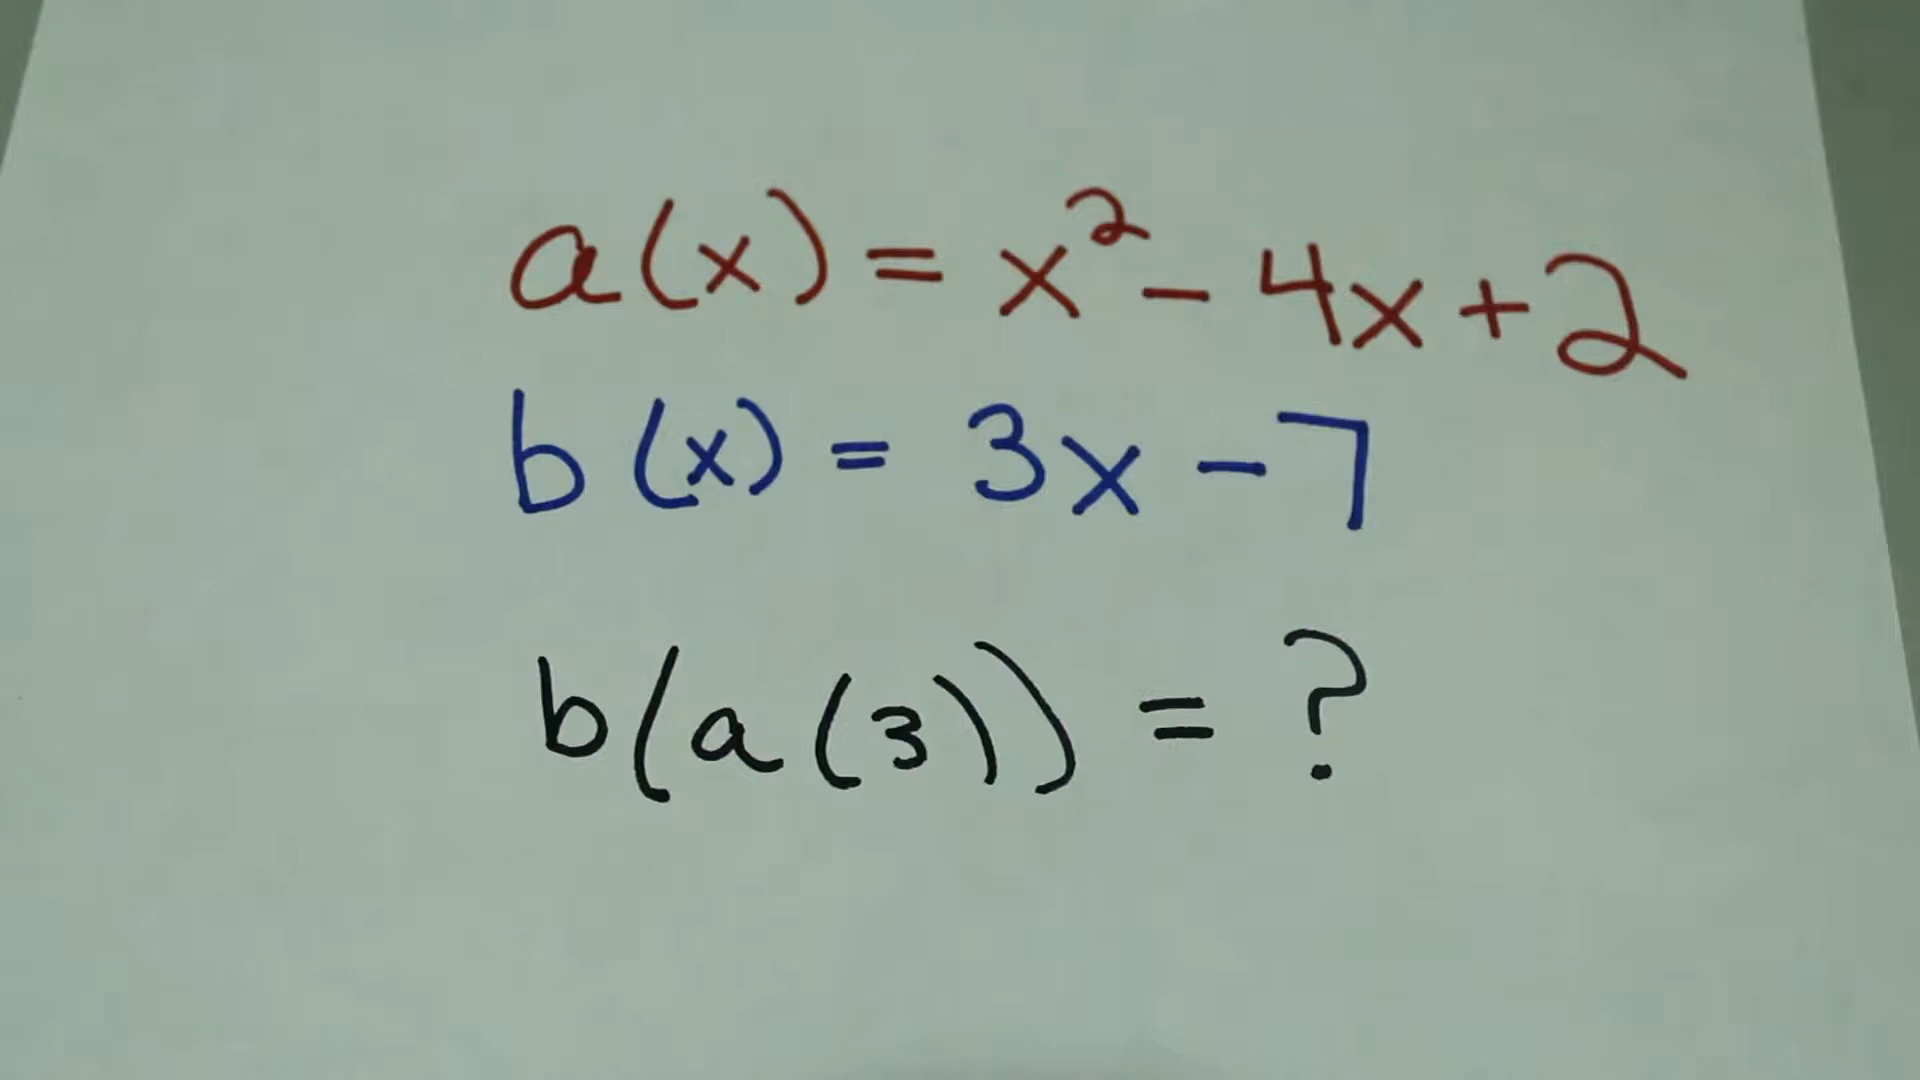 a(x) = x² - 4x + 2
b(x) = 3x - 7
b(a(3)) = ?